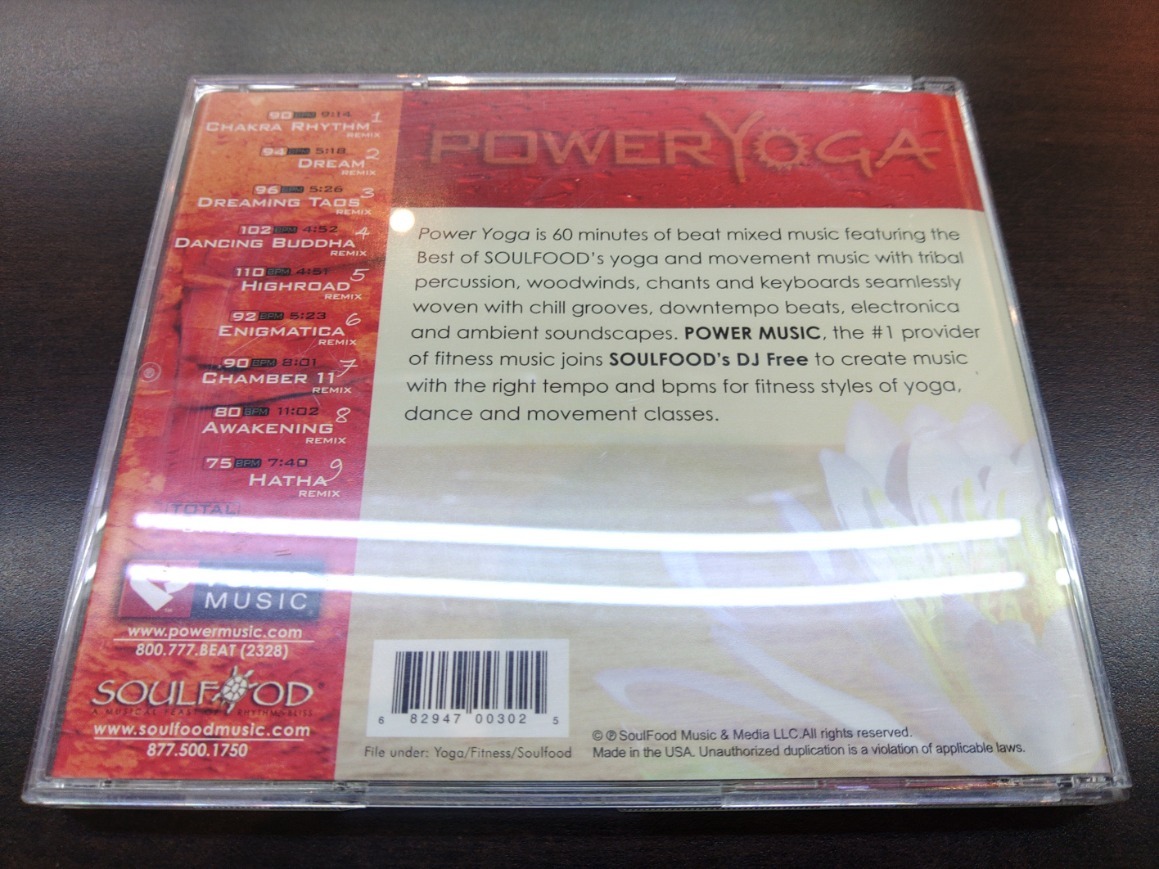 90 BPM 9:14
CHAKRA RHYTHM 1
REMIX
94 BPM 5:18
DREAM 2
REMIX
96 BPM 5:26
DREAMING TAOS 3
REMIX
102 BPM 4:52
DANCING BUDDHA 4
REMIX
110 BPM 4:51
HIGHROAD 5
REMIX
92 BPM 5:23
ENIGMATICA 6
REMIX
90 BPM 8:01
CHAMBER 11 7
REMIX
80 BPM 11:02
AWAKENING 8
REMIX
75 BPM 7:40
HATHA 9
REMIX
TOTAL
MUSIC
www.powermusic.com
800.777.BEAT (2328)
SOULFOOD
A MUSICAL FEAST OF RHYTHM & BLISS
www.soulfoodmusic.com
877.500.1750
POWERYOGA
Power Yoga is 60 minutes of beat mixed music featuring the
Best of SOULFOOD's yoga and movement music with tribal
percussion, woodwinds, chants and keyboards seamlessly
woven with chill grooves, downtempo beats, electronica
and ambient soundscapes. POWER MUSIC, the #1 provider
of fitness music joins SOULFOOD's DJ Free to create music
with the right tempo and bpms for fitness styles of yoga,
dance and movement classes.
6 82947 00302 5
File under: Yoga/Fitness/Soulfood
© ℗ SoulFood Music & Media LLC.All rights reserved.
Made in the USA. Unauthorized duplication is a violation of applicable laws.